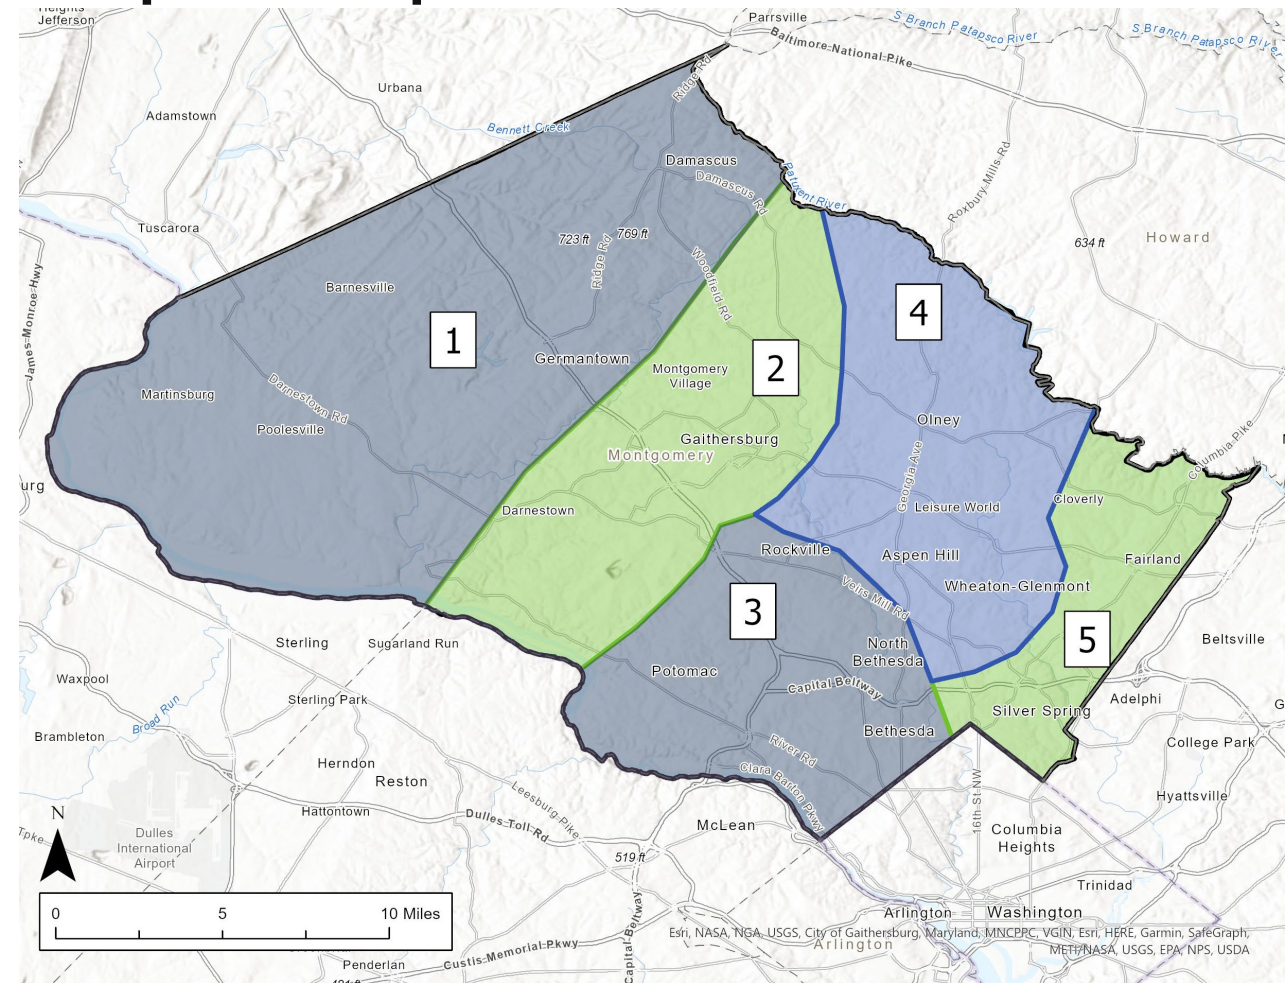 Heights
Jefferson
Parrsville
S Branch Patapsco River
S Branch Patapsco River
Baltimore National Pike
Ridge Rd
Urbana
Adamstown
Bennett Creek
Damascus
Damascus Rd
Patuxent River
Roxbury Mills Rd
Tuscarora
723 ft
769 ft
Ridge Rd
634 ft
Howard
James Monroe Hwy
Barnesville
Woodfield Rd
1
2
4
Germantown
Montgomery
Village
Martinsburg
Darnestown Rd
Poolesville
Olney
Gaithersburg
Montgomery
Georgia Ave
Columbia Pike
urg
Darnestown
Leisure World
Cloverly
Rockville
Aspen Hill
Fairland
Veirs Mill Rd
Wheaton-Glenmont
3
5
Sterling
Sugarland Run
North
Bethesda
Beltsville
Potomac
Capital Beltway
Waxpool
Sterling Park
Broad Run
Silver Spring
Adelphi
Brambleton
Bethesda
River Rd
College Park
Herndon
Reston
Clara Barton Pkwy
16th St NW
Hyattsville
Hattontown
Leesburg Pike
Dulles Toll Rd
McLean
Columbia
Heights
N
Tpke
Dulles
International
Airport
519 ft
Trinidad
0 5 10 Miles
Capital Beltway
Arlington
Washington
Arlington
Custis Memorial Pkwy
Penderlan
Esri, NASA, NGA, USGS, City of Gaithersburg, Maryland, MNCPPC, VGIN, Esri, HERE, Garmin, SafeGraph,
METI/NASA, USGS, EPA, NPS, USDA